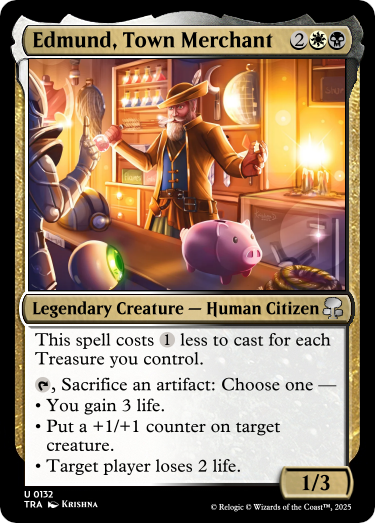 Edmund, Town Merchant 2
Legendary Creature — Human Citizen
This spell costs 1 less to cast for each
Treasure you control.
, Sacrifice an artifact: Choose one —
• You gain 3 life.
• Put a +1/+1 counter on target
creature.
• Target player loses 2 life.
1/3
U 0132
TRA Krishna
© Relogic © Wizards of the Coast™, 2025